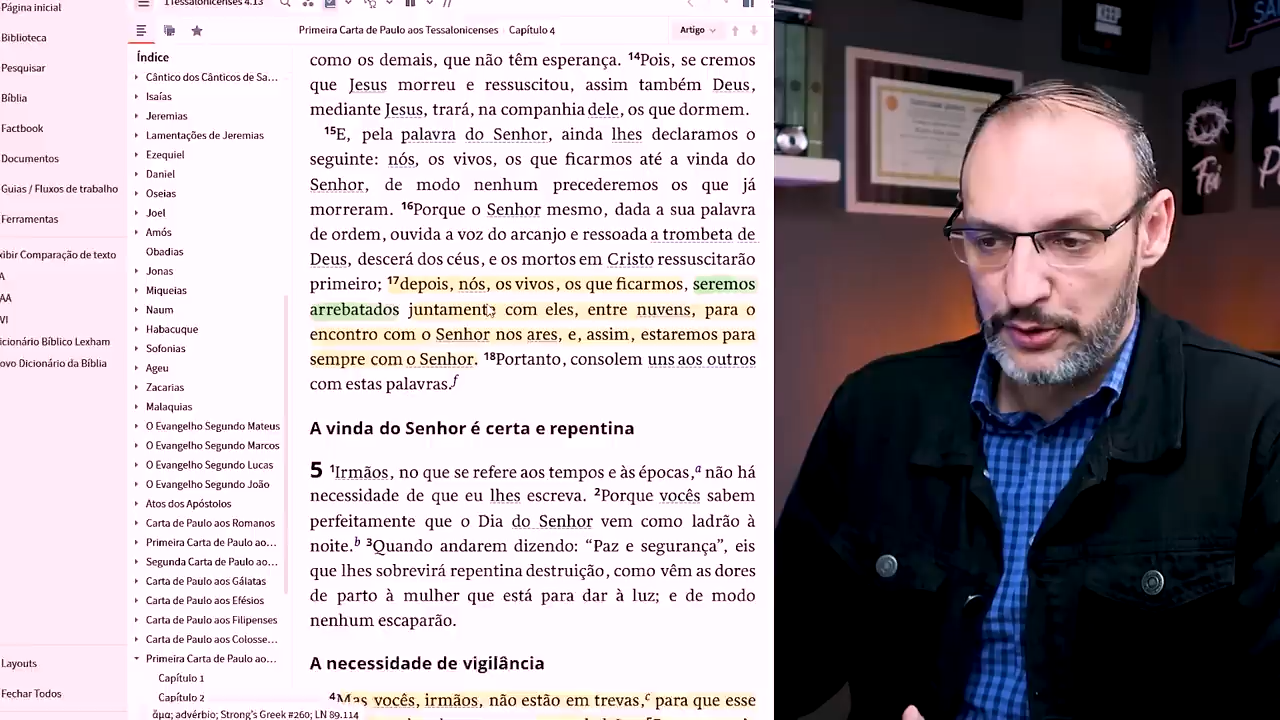 Página inicial
Biblioteca
Pesquisar
Bíblia
Factbook
Documentos
Guias / Fluxos de trabalho
Ferramentas
xibir Comparação de texto
A
AA
VI
icionário Bíblico Lexham
ovo Dicionário da Bíblia
Layouts
Fechar Todos
1Tessalonicenses 4.13
Primeira Carta de Paulo aos Tessalonicenses Capítulo 4
Artigo
Índice
Cântico dos Cânticos de Sa...
Isaías
Jeremias
Lamentações de Jeremias
Ezequiel
Daniel
Oseias
Joel
Amós
Obadias
Jonas
Miqueias
Naum
Habacuque
Sofonias
Ageu
Zacarias
Malaquias
O Evangelho Segundo Mateus
O Evangelho Segundo Marcos
O Evangelho Segundo Lucas
O Evangelho Segundo João
Atos dos Apóstolos
Carta de Paulo aos Romanos
Primeira Carta de Paulo ao...
Segunda Carta de Paulo ao...
Carta de Paulo aos Gálatas
Carta de Paulo aos Efésios
Carta de Paulo aos Filipenses
Carta de Paulo aos Colosse...
Primeira Carta de Paulo ao...
Capítulo 1
Capítulo 2
ἅμα; advérbio; Strong's Greek #260; LN 89.114
como os demais, que não têm esperança. 14Pois, se cremos
que Jesus morreu e ressuscitou, assim também Deus,
mediante Jesus, trará, na companhia dele, os que dormem.
15E, pela palavra do Senhor, ainda lhes declaramos o
seguinte: nós, os vivos, os que ficarmos até a vinda do
Senhor, de modo nenhum precederemos os que já
morreram. 16Porque o Senhor mesmo, dada a sua palavra
de ordem, ouvida a voz do arcanjo e ressoada a trombeta de
Deus, descerá dos céus, e os mortos em Cristo ressuscitarão
primeiro; 17depois, nós, os vivos, os que ficarmos, seremos
arrebatados juntamente com eles, entre nuvens, para o
encontro com o Senhor nos ares, e, assim, estaremos para
sempre com o Senhor. 18Portanto, consolem uns aos outros
com estas palavras.f
A vinda do Senhor é certa e repentina
5 1Irmãos, no que se refere aos tempos e às épocas,a não há
necessidade de que eu lhes escreva. 2Porque vocês sabem
perfeitamente que o Dia do Senhor vem como ladrão à
noite.b 3Quando andarem dizendo: “Paz e segurança”, eis
que lhes sobrevirá repentina destruição, como vêm as dores
de parto à mulher que está para dar à luz; e de modo
nenhum escaparão.
A necessidade de vigilância
4Mas vocês, irmãos, não estão em trevas,c para que esse
KEEP
Foi